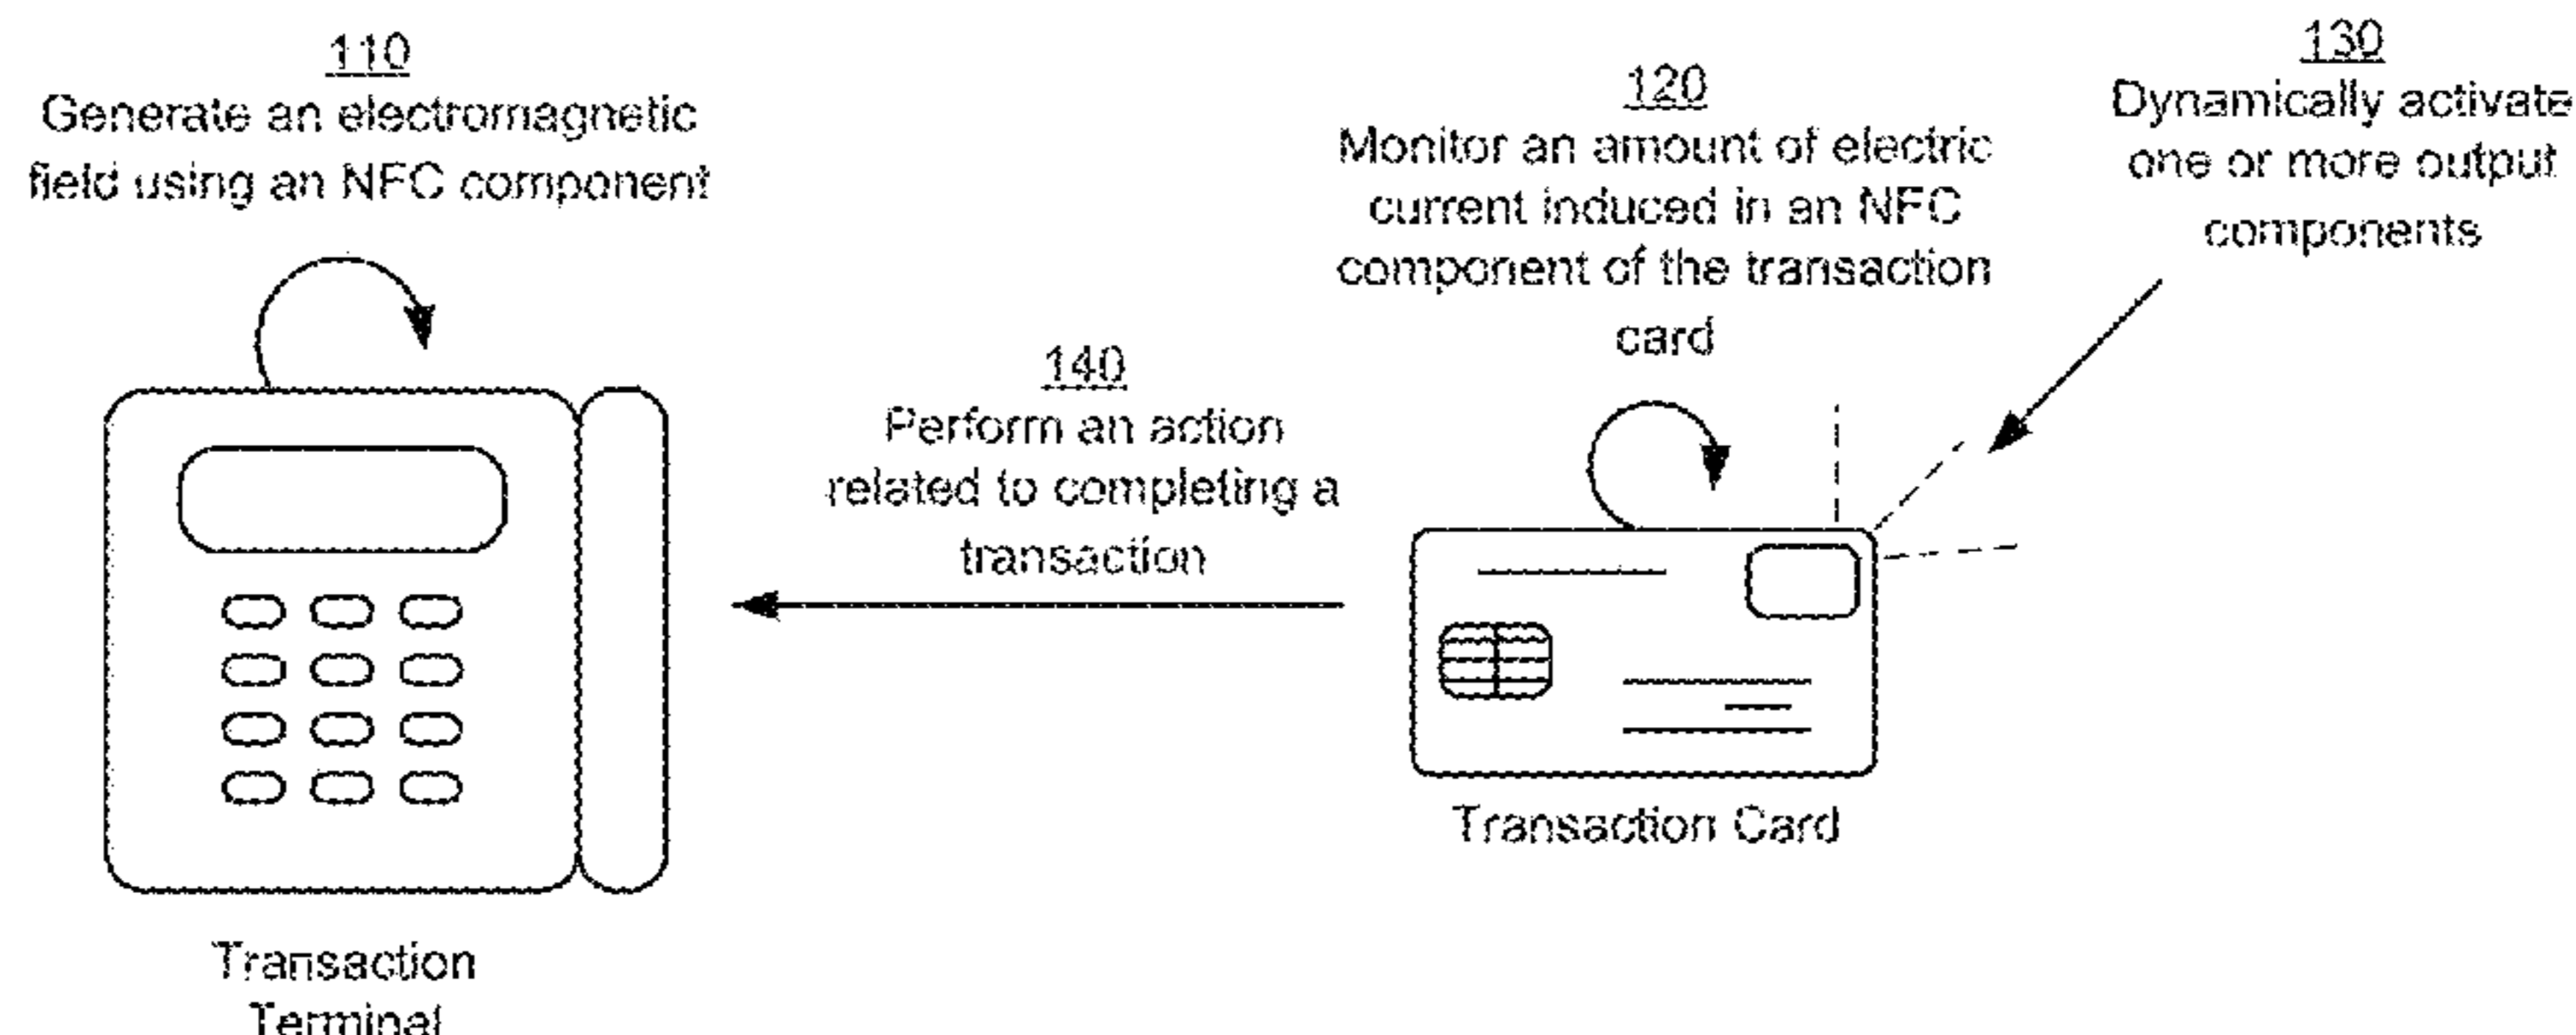 110
Generate an electromagnetic
field using an NFC component
120
Monitor an amount of electric
current induced in an NFC
component of the transaction
card
130
Dynamically activate
one or more output
components
140
Perform an action
related to completing a
transaction
Transaction Card
Transaction
Terminal